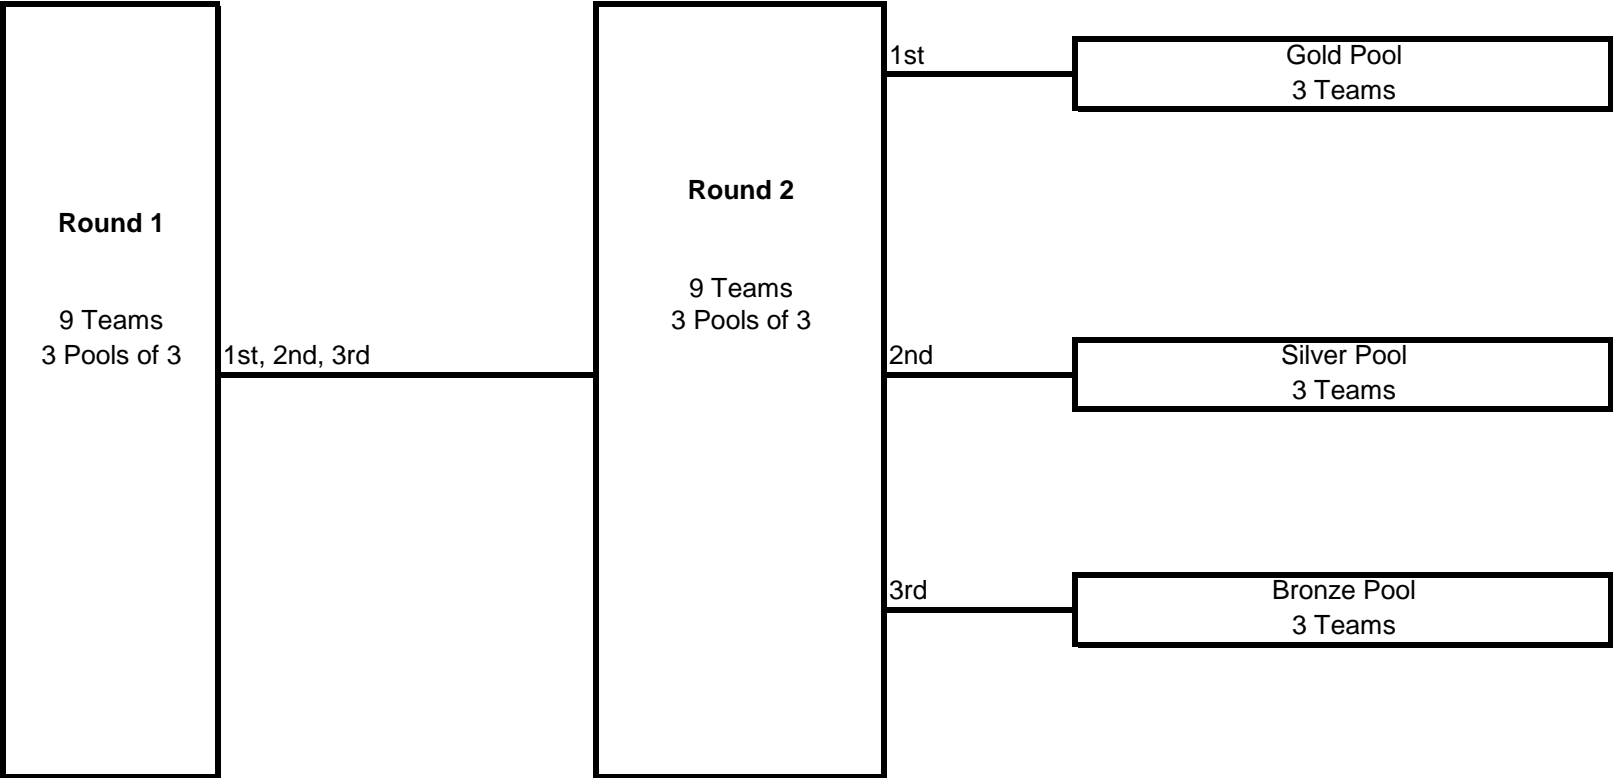 Round 1
9 Teams
3 Pools of 3
1st, 2nd, 3rd
Round 2
9 Teams
3 Pools of 3
1st
Gold Pool
3 Teams
2nd
Silver Pool
3 Teams
3rd
Bronze Pool
3 Teams